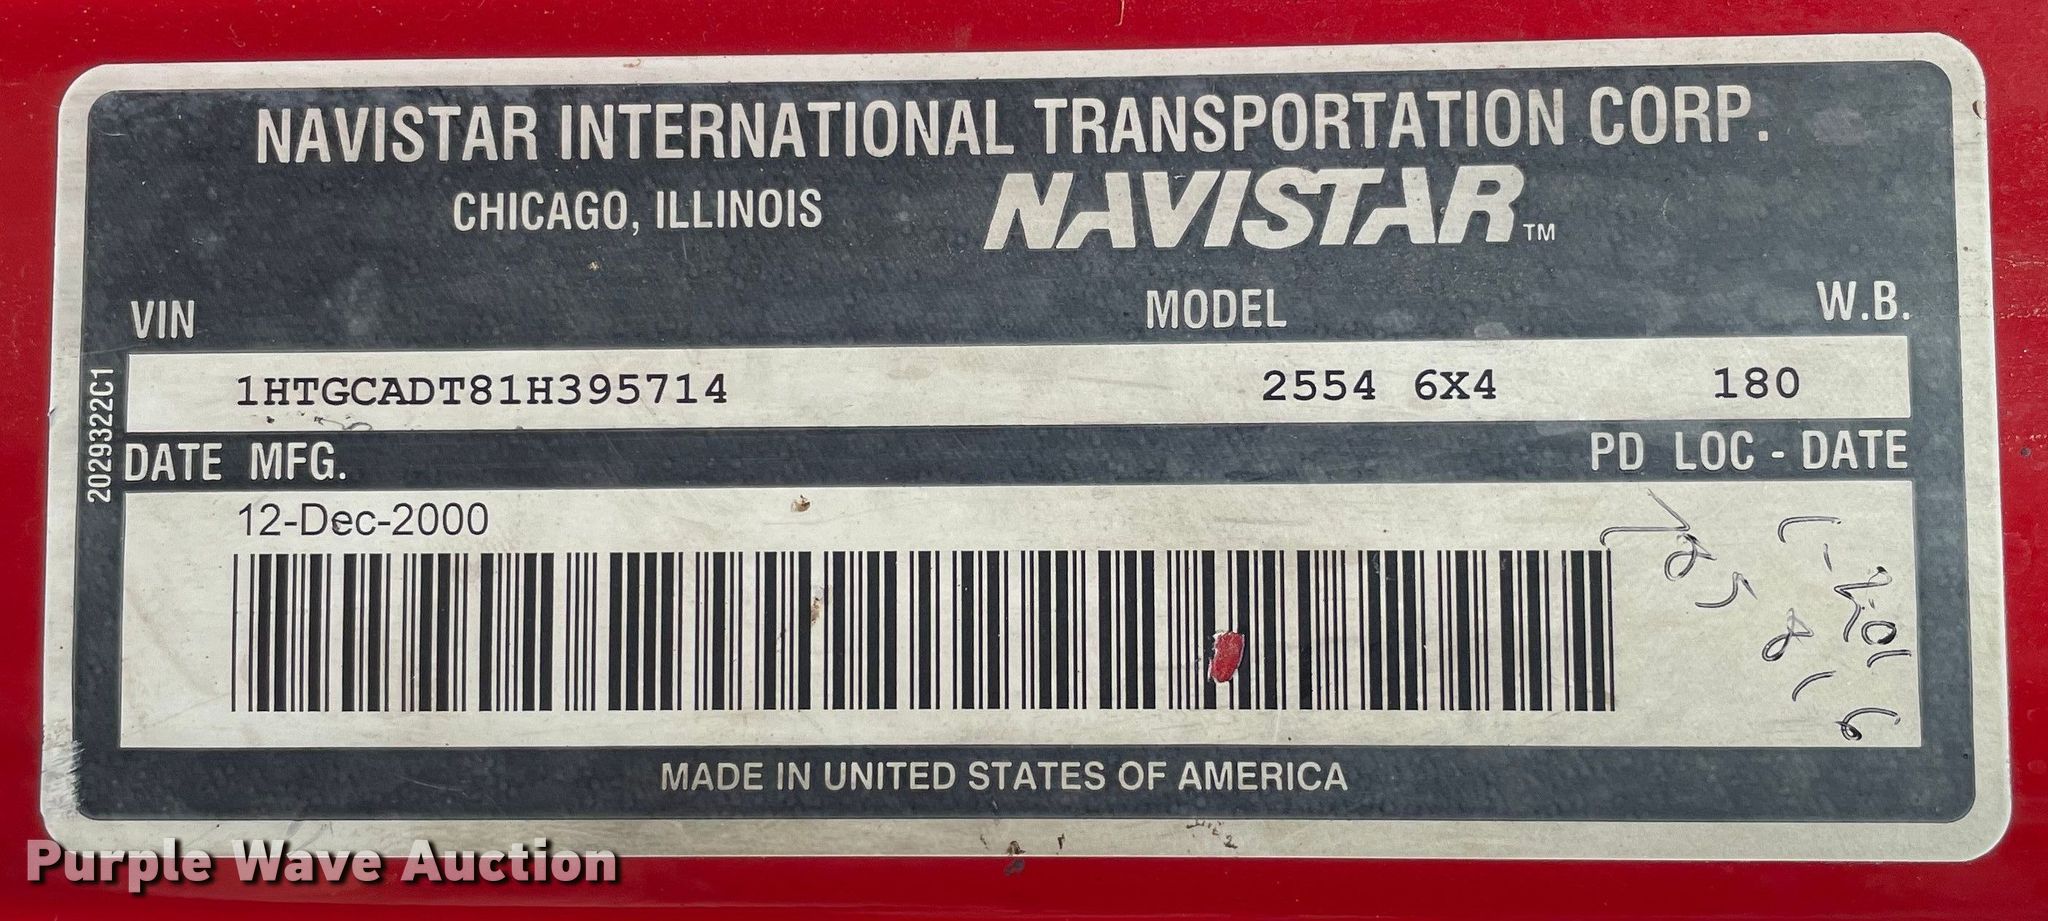 NAVISTAR INTERNATIONAL TRANSPORTATION CORP.
CHICAGO, ILLINOIS NAVISTAR™
VIN MODEL W.B.
1HTGCADT81H395714 2554 6X4 180
2029322C1
DATE MFG. PD LOC - DATE
12-Dec-2000
MADE IN UNITED STATES OF AMERICA
Purple Wave Auction